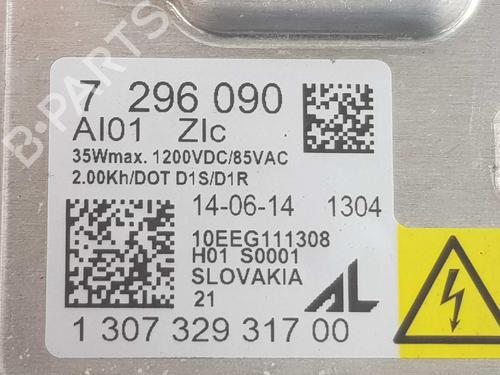 B-PARTS
7 296 090
AI01 ZIc
35Wmax. 1200VDC/85VAC
2.00Kh/DOT D1S/D1R
14-06-14 1304
10EEG111308
H01 S0001
SLOVAKIA
21 AL
1 307 329 317 00